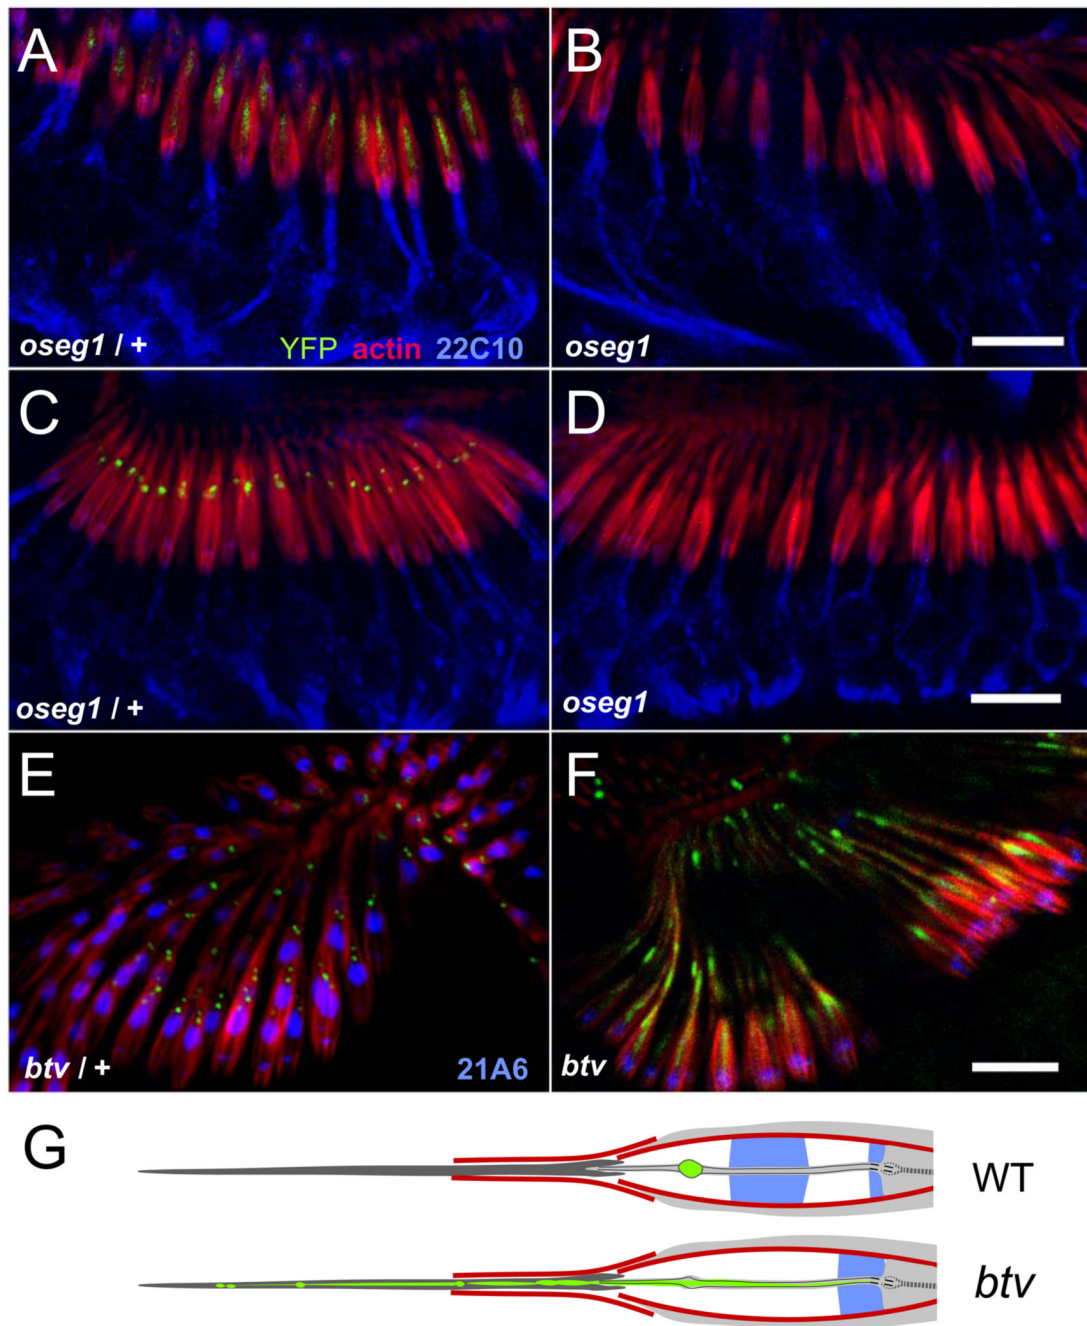 A
B
oseg1 / +
YFP actin 22C10
oseg1
C
D
oseg1 / +
oseg1
E
F
btv / +
21A6
btv
G
WT
btv